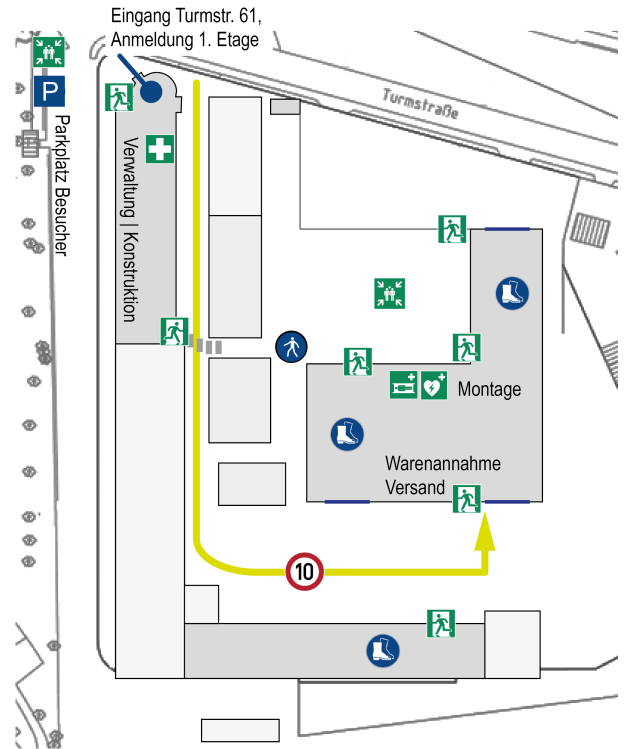 Eingang Turmstr. 61,
Anmeldung 1. Etage
P
Parkplatz Besucher
Turmstraße
Verwaltung | Konstruktion
Montage
Warenannahme
Versand
10